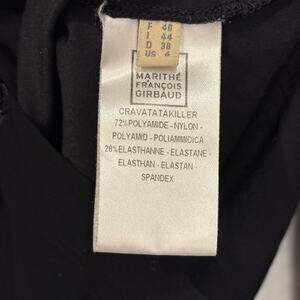 F 40
I 44
D 38
US 4
MARITHÉ
FRANÇOIS
GIRBAUD
CRAVATATAKILLER
72% POLYAMIDE - NYLON -
POLYAMID - POLIAMMIDICA
28% ELASTHANNE - ELASTANE -
ELASTHAN - ELASTAN -
SPANDEX